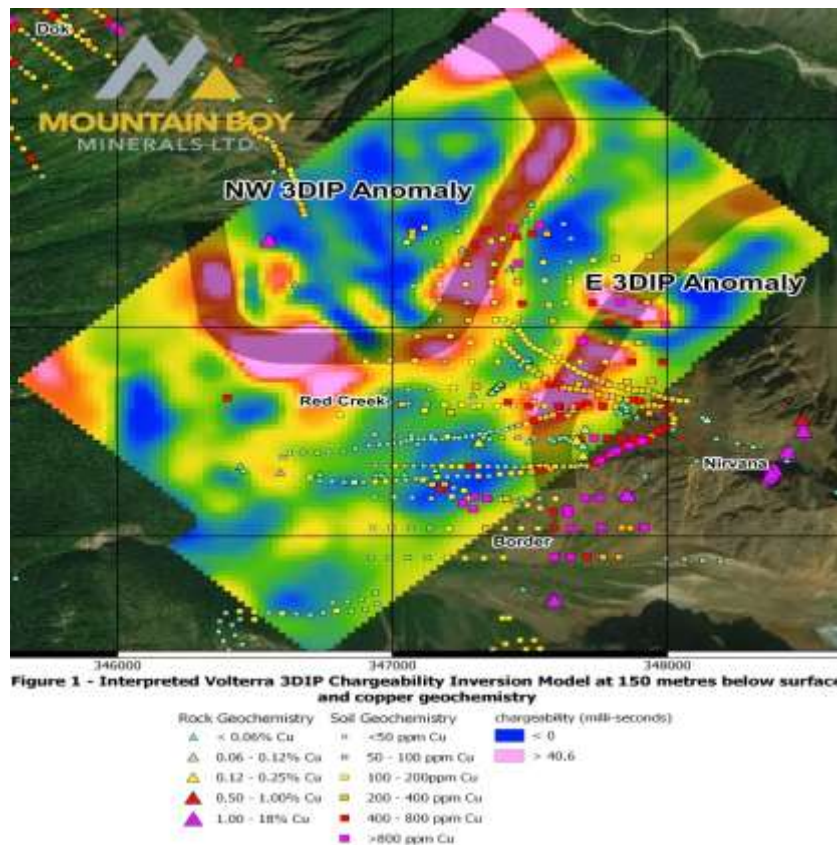 Dok
MOUNTAIN BOY
MINERALS LTD.
NW 3DIP Anomaly
E 3DIP Anomaly
Red Creek
Nirvana
Border
346000 347000 348000
Figure 1 - Interpreted Volterra 3DIP Chargeability Inversion Model at 150 metres below surface
and copper geochemistry
Rock Geochemistry
< 0.06% Cu
0.06 - 0.12% Cu
0.12 - 0.25% Cu
0.50 - 1.00% Cu
1.00 - 18% Cu
Soil Geochemistry
<50 ppm Cu
50 - 100 ppm Cu
100 - 200ppm Cu
200 - 400 ppm Cu
400 - 800 ppm Cu
>800 ppm Cu
chargeability (milli-seconds)
< 0
> 40.6